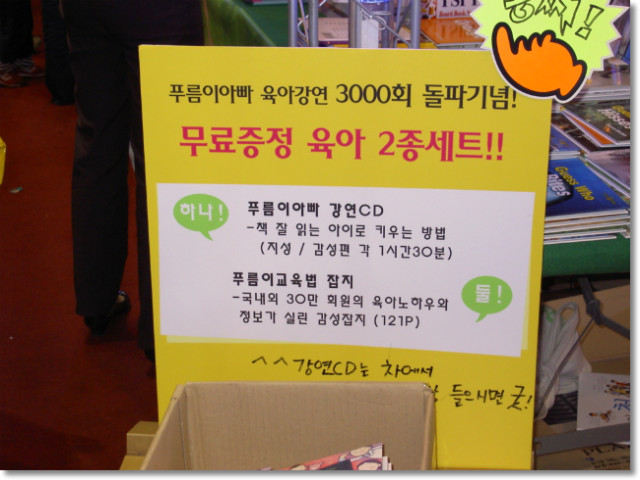 푸름이아빠 육아강연 3000회 돌파기념!
무료증정 육아 2종세트!!
하나!
푸름이아빠 강연CD
-책 잘 읽는 아이로 키우는 방법
(지성 / 감성편 각 1시간30분)
푸름이교육법 잡지
둘!
-국내외 30만 회원의 육아노하우와
정보가 실린 감성잡지 (121P)
^^강연CD는 차에서
들으시면 굿!
Guess Who